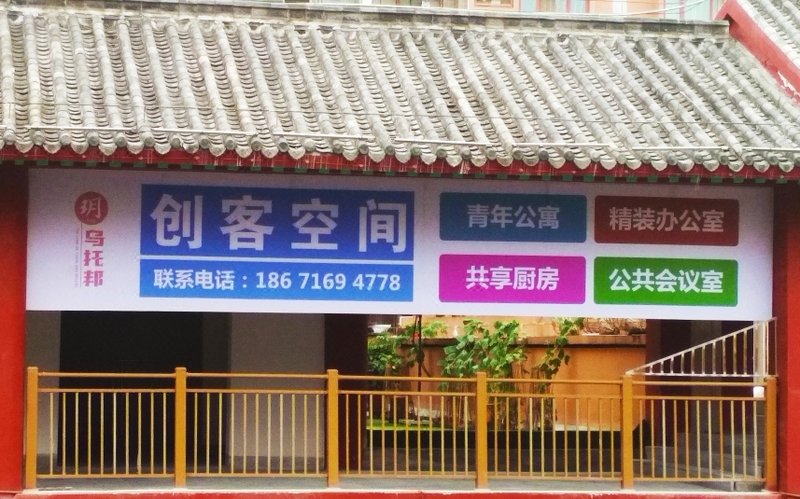 玥
乌托邦
创客空间
联系电话：186 7169 4778
青年公寓
精装办公室
共享厨房
公共会议室